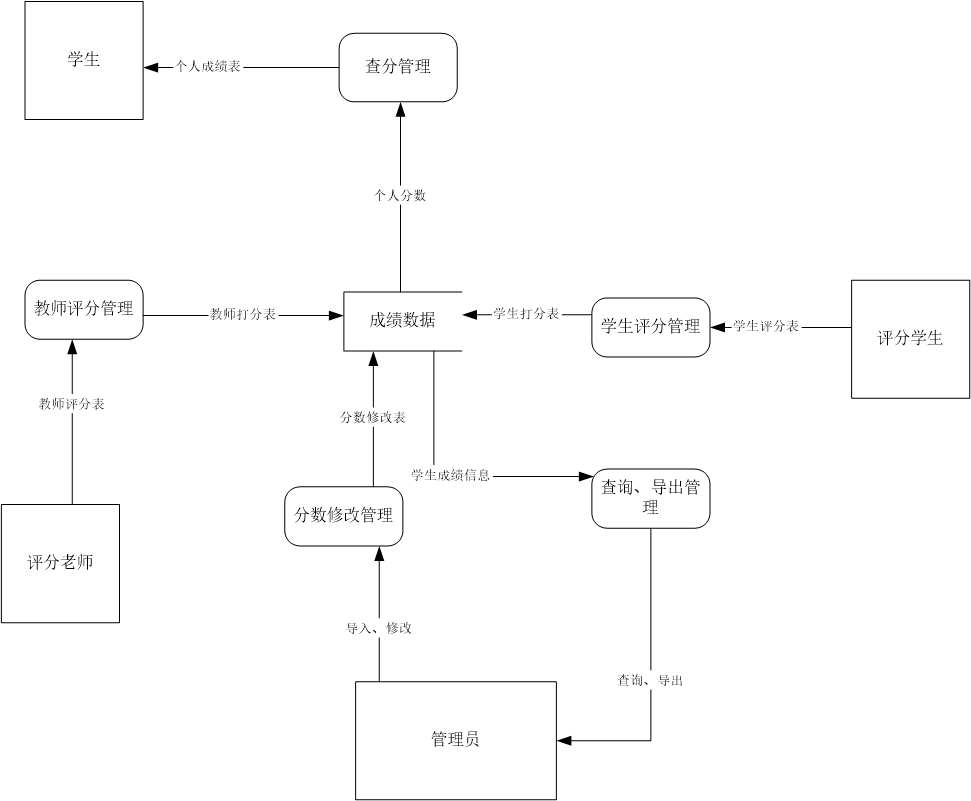 学生
个人成绩表
查分管理
个人分数
教师评分管理
教师打分表
成绩数据
学生打分表
学生评分管理
学生评分表
评分学生
教师评分表
分数修改表
学生成绩信息
查询、导出管
理
分数修改管理
评分老师
导入、修改
查询、导出
管理员